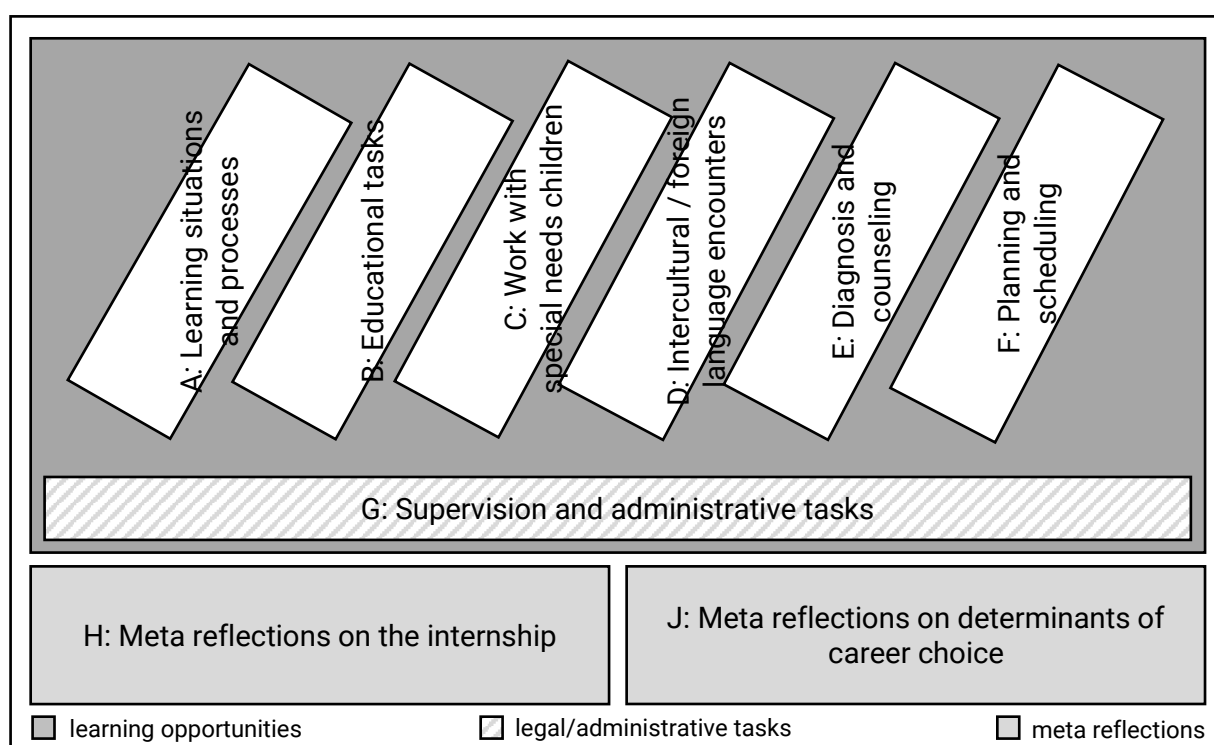 A: Learning situations
and processes
B: Educational tasks
C: Work with
special needs children
D: Intercultural / foreign
language encounters
E: Diagnosis and
counseling
F: Planning and
scheduling
G: Supervision and administrative tasks
H: Meta reflections on the internship
J: Meta reflections on determinants of
career choice
learning opportunities
legal/administrative tasks
meta reflections